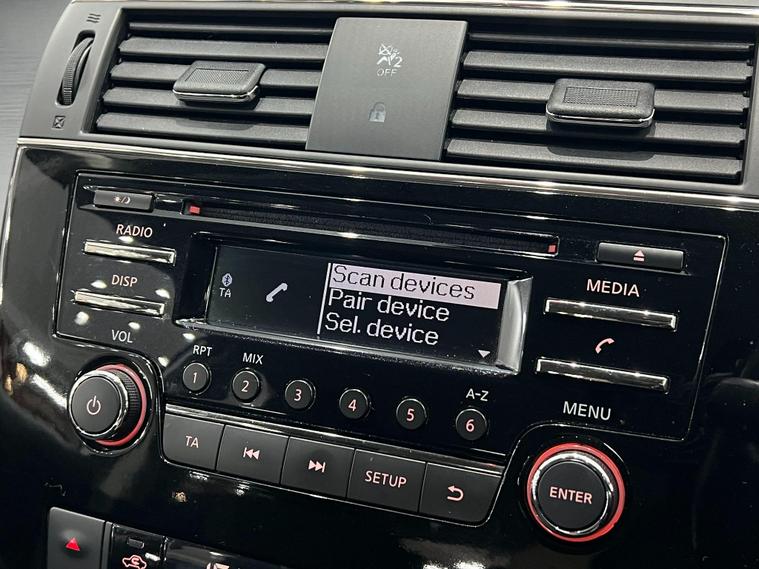 2
OFF
RADIO
DISP
VOL
TA
Scan devices
Pair device
Sel. device
MEDIA
MENU
RPT
MIX
A-Z
1
2
3
4
5
6
TA
SETUP
ENTER